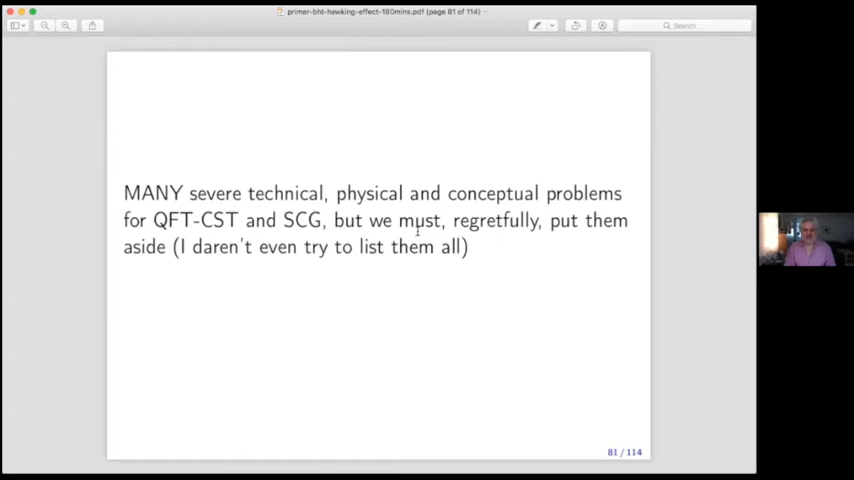 primer-bht-hawking-effect-180mins.pdf (page 81 of 114)
Search
MANY severe technical, physical and conceptual problems
for QFT-CST and SCG, but we must, regretfully, put them
aside (I daren't even try to list them all)
81 / 114